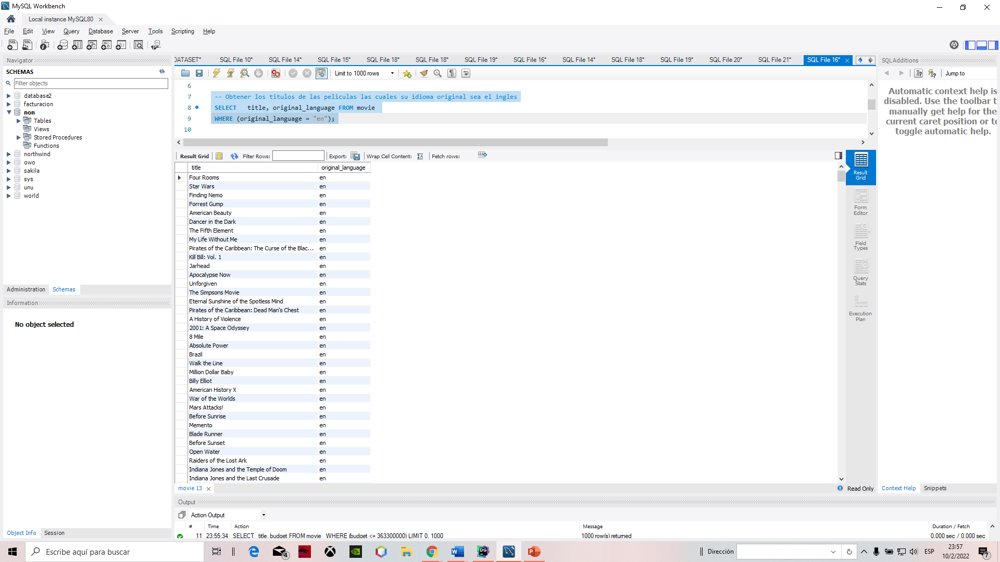 MySQL Workbench
Local instance MySQL80
File Edit View Query Database Server Tools Scripting Help
Navigator
SCHEMAS
Filter objects
database2
facturacion
non
Tables
Views
Stored Procedures
Functions
northwind
owo
sakila
sys
unu
world
Administration Schemas
Information
No object selected
Object Info Session
DATASET* SQL File 10* SQL File 14* SQL File 15* SQL File 18* SQL File 18* SQL File 19* SQL File 16* SQL File 14* SQL File 18* SQL File 19* SQL File 20* SQL File 21* SQL File 16*
Limit to 1000 rows
6
7 -- Obtener los titulos de las peliculas las cuales su idioma original sea el ingles
8 SELECT title, original_language FROM movie
9 WHERE (original_language = "en");
10
Result Grid Filter Rows: Export: Wrap Cell Content: Fetch rows:
title original_language
Four Rooms en
Star Wars en
Finding Nemo en
Forrest Gump en
American Beauty en
Dancer in the Dark en
The Fifth Element en
My Life Without Me en
Pirates of the Caribbean: The Curse of the Blac... en
Kill Bill: Vol. 1 en
Jarhead en
Apocalypse Now en
Unforgiven en
The Simpsons Movie en
Eternal Sunshine of the Spotless Mind en
Pirates of the Caribbean: Dead Man's Chest en
A History of Violence en
2001: A Space Odyssey en
8 Mile en
Absolute Power en
Brazil en
Walk the Line en
Million Dollar Baby en
Billy Elliot en
American History X en
War of the Worlds en
Mars Attacks! en
Before Sunrise en
Memento en
Blade Runner en
Before Sunset en
Open Water en
Raiders of the Lost Ark en
Indiana Jones and the Temple of Doom en
Indiana Jones and the Last Crusade en
Result
Grid
Form
Editor
Field
Types
Query
Stats
Execution
Plan
movie 13
Read Only
SQLAdditions
Jump to
Automatic context help is
disabled. Use the toolbar t
manually get help for the
current caret position or to
toggle automatic help.
Context Help Snippets
Output
Action Output
# Time Action Message Duration / Fetch
11 23:55:34 SELECT title, budget FROM movie WHERE (budget <= 363300000) LIMIT 0, 1000 1000 row(s) returned 0.000 sec / 0.000 sec
Escribe aquí para buscar
4
DG
Dirección
ESP
23:57
10/2/2022
7